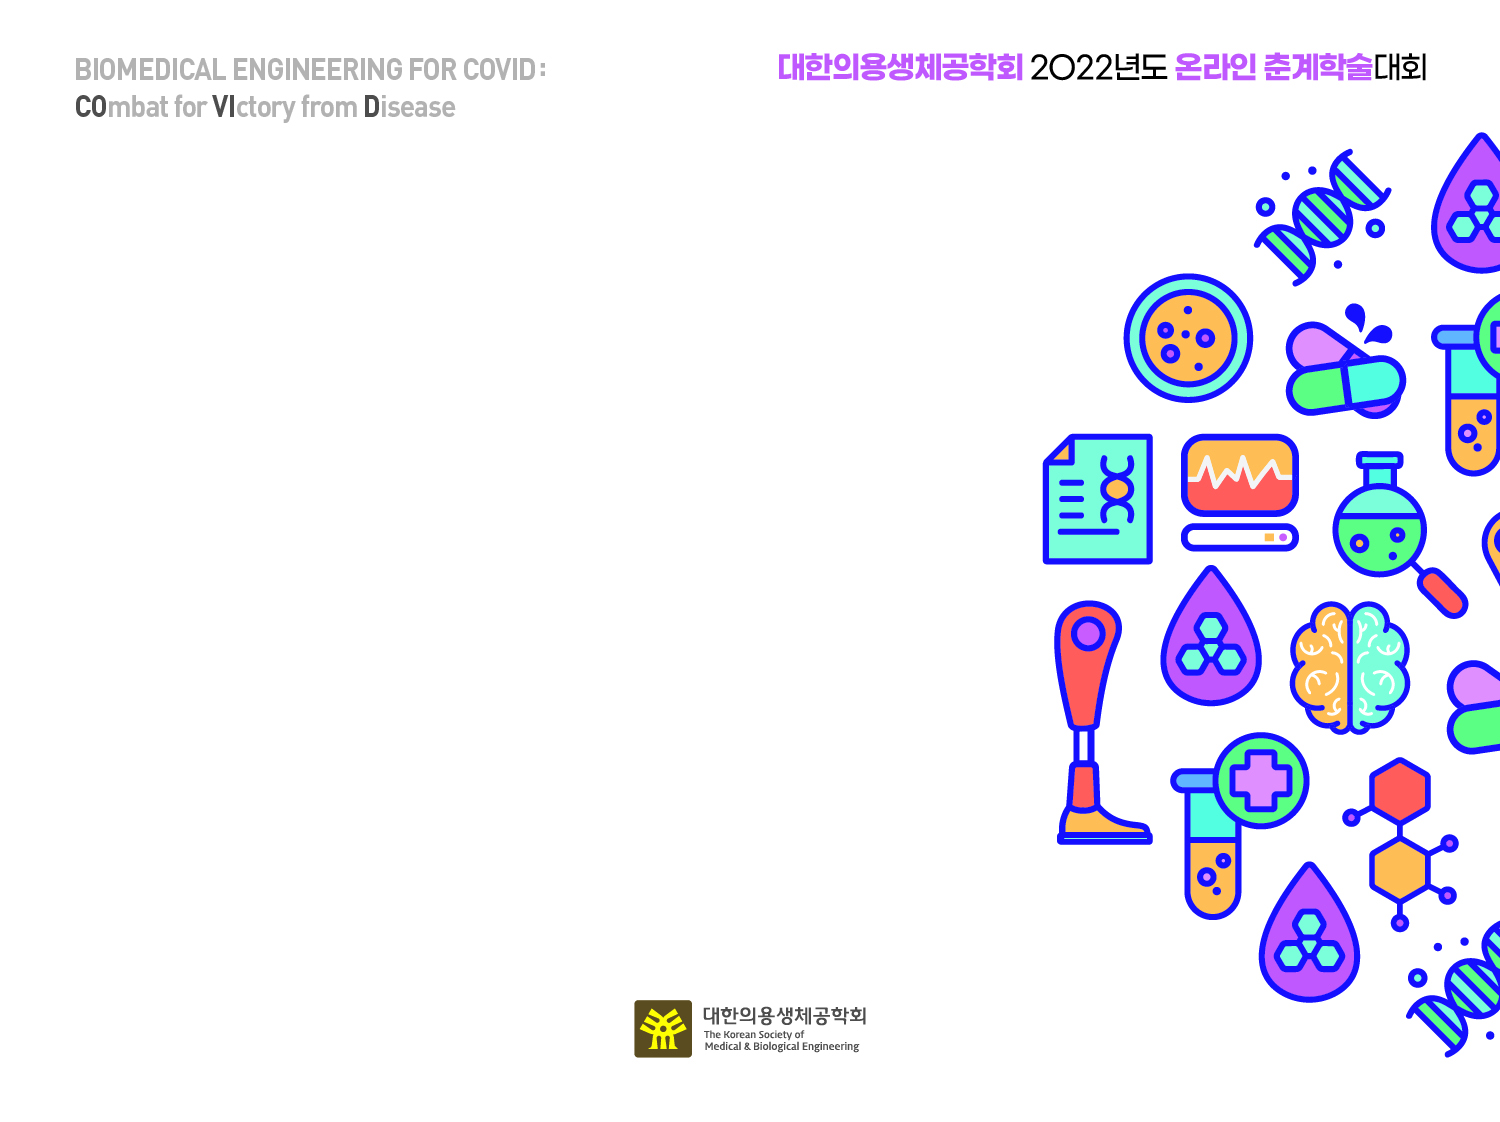 BIOMEDICAL ENGINEERING FOR COVID:
COmbat for VIctory from Disease
대한의용생체공학회 2022년도 온라인 춘계학술대회
대한의용생체공학회
The Korean Society of
Medical & Biological Engineering